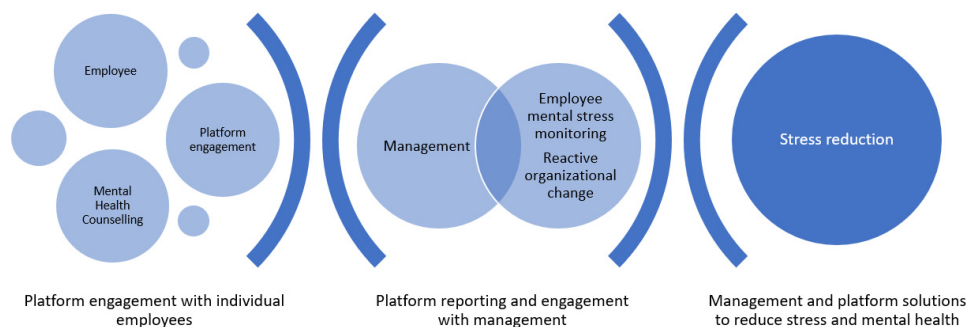 Employee
Platform
engagement
Mental
Health
Counselling
Management
Employee
mental stress
monitoring
Reactive
organizational
change
Stress reduction
Platform engagement with individual
employees
Platform reporting and engagement
with management
Management and platform solutions
to reduce stress and mental health